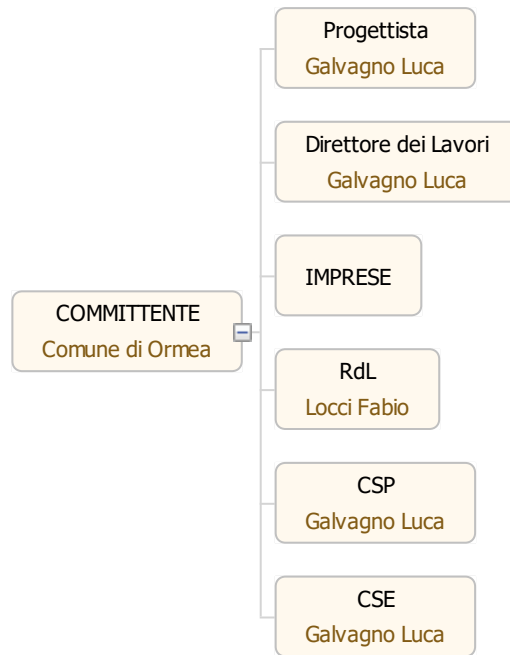 Progettista
Galvagno Luca
Direttore dei Lavori
Galvagno Luca
IMPRESE
COMMITTENTE
Comune di Ormea
RdL
Locci Fabio
CSP
Galvagno Luca
CSE
Galvagno Luca